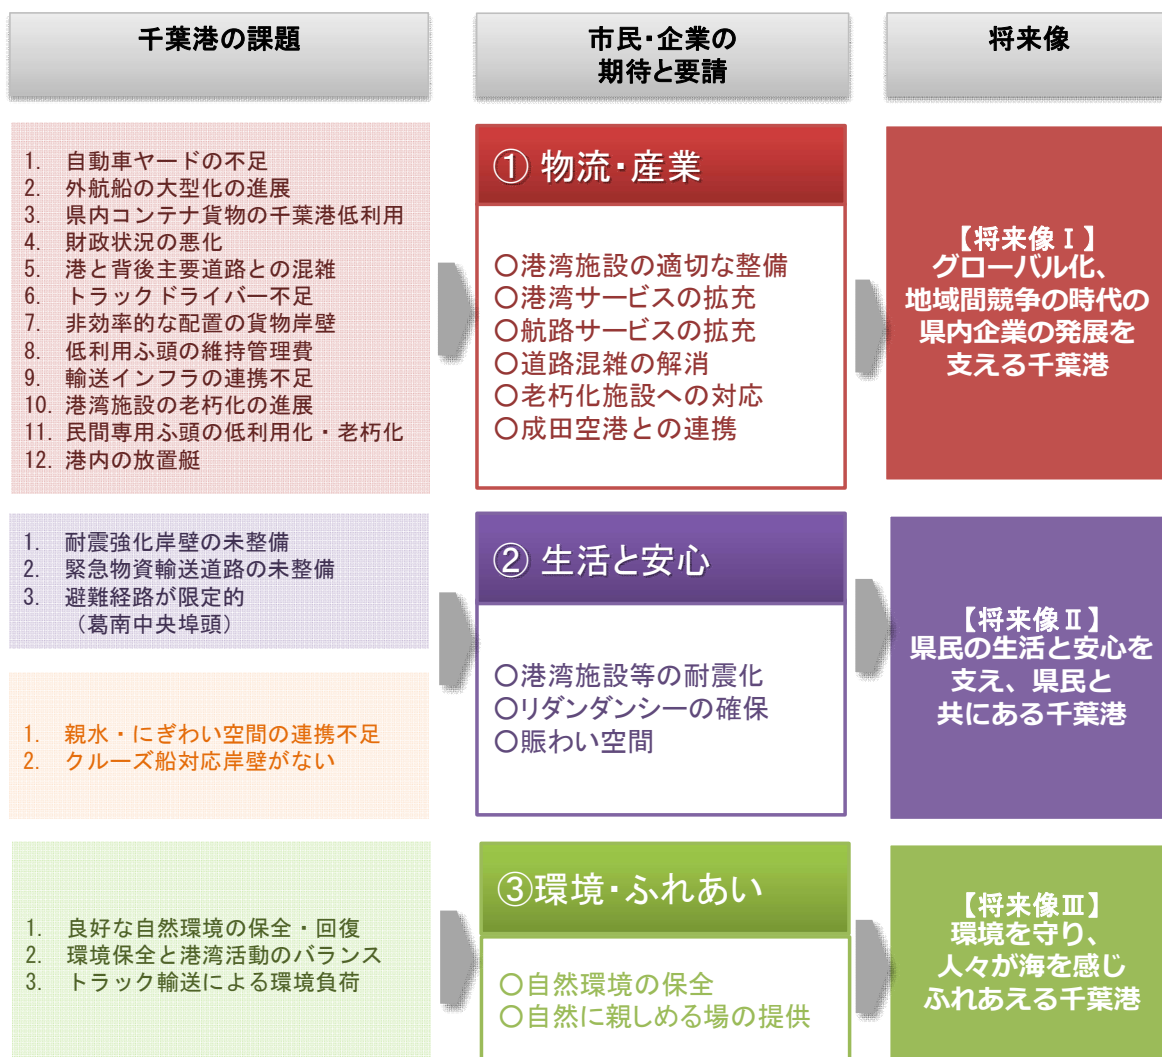 千葉港の課題
市民・企業の
期待と要請
将来像
1. 自動車ヤードの不足
2. 外航船の大型化の進展
3. 県内コンテナ貨物の千葉港低利用
4. 財政状況の悪化
5. 港と背後主要道路との混雑
6. トラックドライバー不足
7. 非効率的な配置の貨物岸壁
8. 低利用ふ頭の維持管理費
9. 輸送インフラの連携不足
10. 港湾施設の老朽化の進展
11. 民間専用ふ頭の低利用化・老朽化
12. 港内の放置艇
① 物流・産業
○港湾施設の適切な整備
○港湾サービスの拡充
○航路サービスの拡充
○道路混雑の解消
○老朽化施設への対応
○成田空港との連携
【将来像Ⅰ】
グローバル化、
地域間競争の時代の
県内企業の発展を
支える千葉港
1. 耐震強化岸壁の未整備
2. 緊急物資輸送道路の未整備
3. 避難経路が限定的
（葛南中央埠頭）
1. 親水・にぎわい空間の連携不足
2. クルーズ船対応岸壁がない
② 生活と安心
○港湾施設等の耐震化
○リダンダンシーの確保
○賑わい空間
【将来像Ⅱ】
県民の生活と安心を
支え、県民と
共にある千葉港
1. 良好な自然環境の保全・回復
2. 環境保全と港湾活動のバランス
3. トラック輸送による環境負荷
③環境・ふれあい
○自然環境の保全
○自然に親しめる場の提供
【将来像Ⅲ】
環境を守り、
人々が海を感じ
ふれあえる千葉港